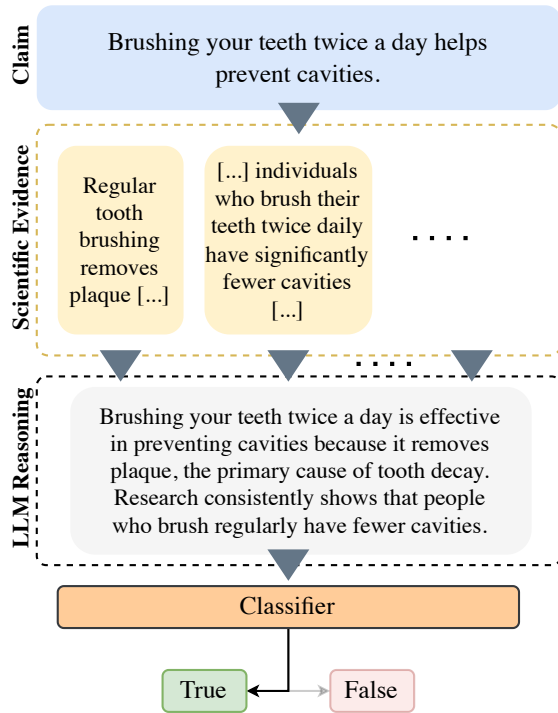 Claim
Brushing your teeth twice a day helps
prevent cavities.
Scientific Evidence
Regular
tooth
brushing
removes
plaque [...]
[...] individuals
who brush their
teeth twice daily
have significantly
fewer cavities
[...]
. . . .
. . . .
LLM Reasoning
Brushing your teeth twice a day is effective
in preventing cavities because it removes
plaque, the primary cause of tooth decay.
Research consistently shows that people
who brush regularly have fewer cavities.
Classifier
True
False